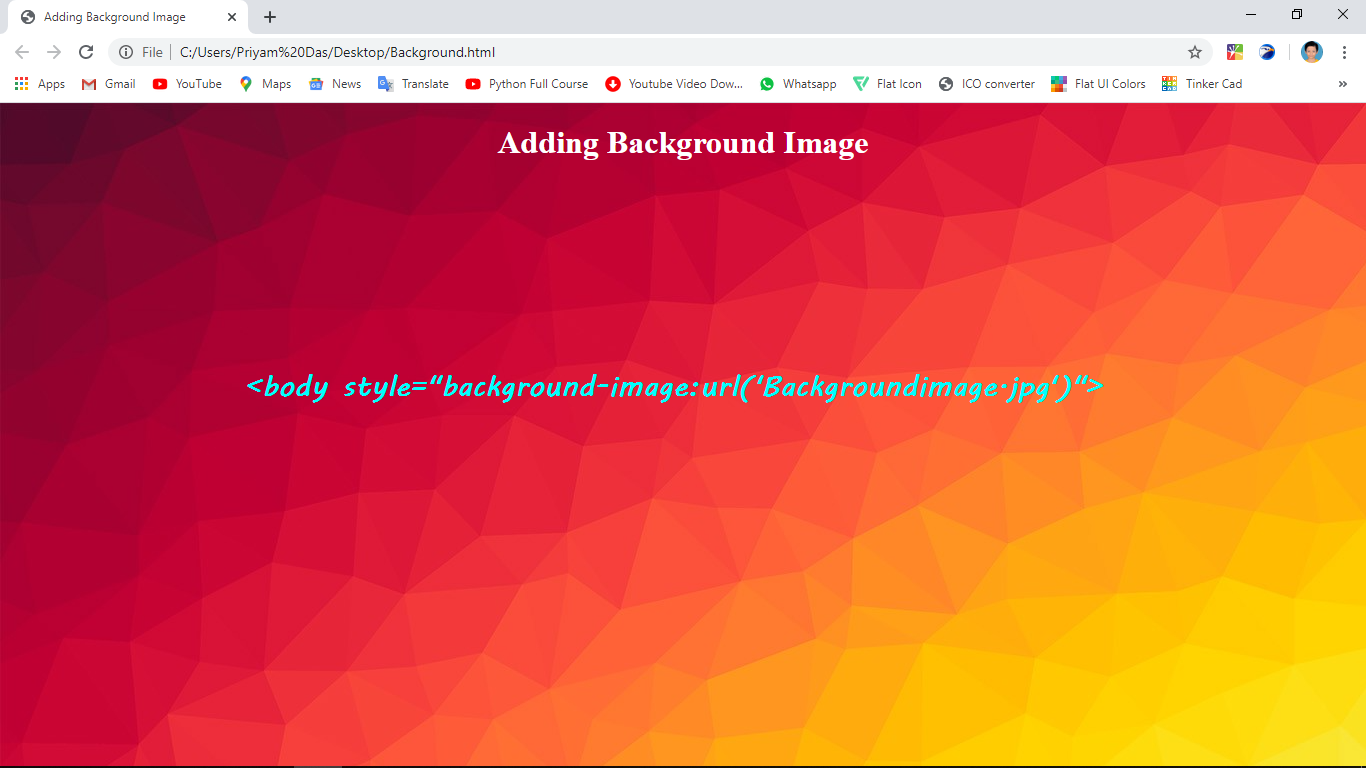 Adding Background Image
File C:/Users/Priyam%20Das/Desktop/Background.html
Apps Gmail YouTube Maps News Translate Python Full Course Youtube Video Dow... Whatsapp Flat Icon ICO converter Flat UI Colors Tinker Cad »
Adding Background Image
<body style="background-image:url('Backgroundimage.jpg')">